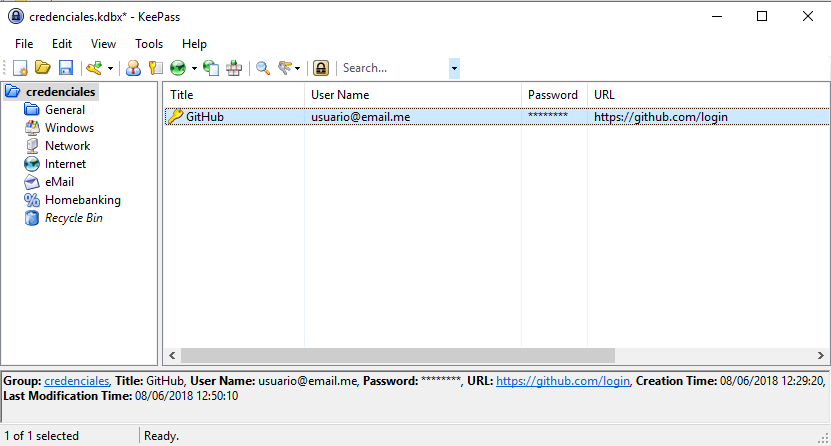 credenciales.kdbx* - KeePass
File Edit View Tools Help
Search...
credenciales
General
Windows
Network
Internet
eMail
Homebanking
Recycle Bin
Title User Name Password URL
GitHub usuario@email.me ******** https://github.com/login
Group: credenciales, Title: GitHub, User Name: usuario@email.me, Password: ********, URL: https://github.com/login, Creation Time: 08/06/2018 12:29:20,
Last Modification Time: 08/06/2018 12:50:10
1 of 1 selected Ready.